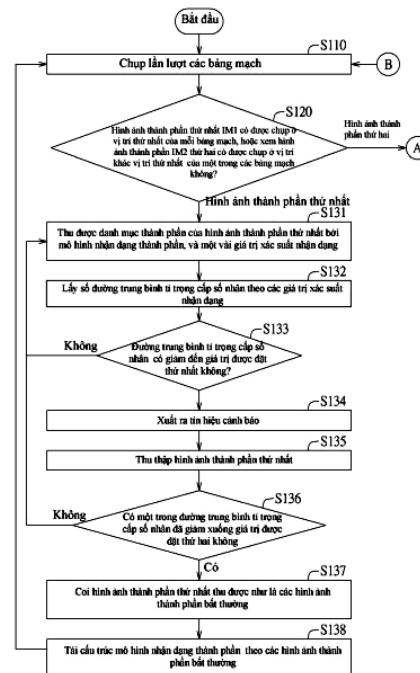 Bắt đầu
S110
Chụp lần lượt các bảng mạch
B
S120
Hình ảnh thành phần thứ nhất IM1 có được chụp ở
vị trí thứ nhất của mỗi bảng mạch, hoặc xem hình
ảnh thành phần IM2 thứ hai có được chụp ở vị trí
khác vị trí thứ nhất của một trong các bảng mạch
không?
Hình ảnh thành
phần thứ hai
A
Hình ảnh thành phần thứ nhất
S131
Thu được danh mục thành phần của hình ảnh thành phần thứ nhất bởi
mô hình nhận dạng thành phần, và một vài giá trị xác suất nhận dạng
S132
Lấy số đường trung bình tỉ trọng cấp số nhân theo các giá trị xác suất
nhận dạng
S133
Không
Đường trung bình tỉ trọng cấp số
nhân có giảm đến giá trị được đặt
thứ nhất không?
S134
Xuất ra tín hiệu cảnh báo
S135
Thu thập hình ảnh thành phần thứ nhất
S136
Không
Có một trong đường trung bình tỉ trọng
cấp số nhân đã giảm xuống giá trị được
đặt thứ hai không
Có
S137
Coi hình ảnh thành phần thứ nhất thu được như là các hình ảnh
thành phần bất thường
S138
Tái cấu trúc mô hình nhận dạng thành phần theo các hình ảnh thành
phần bất thường